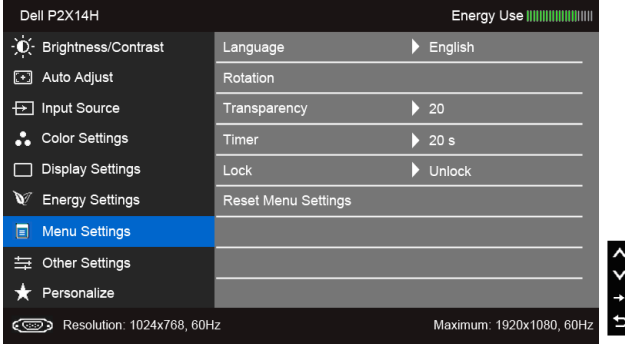 Dell P2X14H Energy Use
Brightness/Contrast Language English
Auto Adjust Rotation
Input Source Transparency 20
Color Settings Timer 20 s
Display Settings Lock Unlock
Energy Settings Reset Menu Settings
Menu Settings
Other Settings
Personalize
Resolution: 1024x768, 60Hz Maximum: 1920x1080, 60Hz